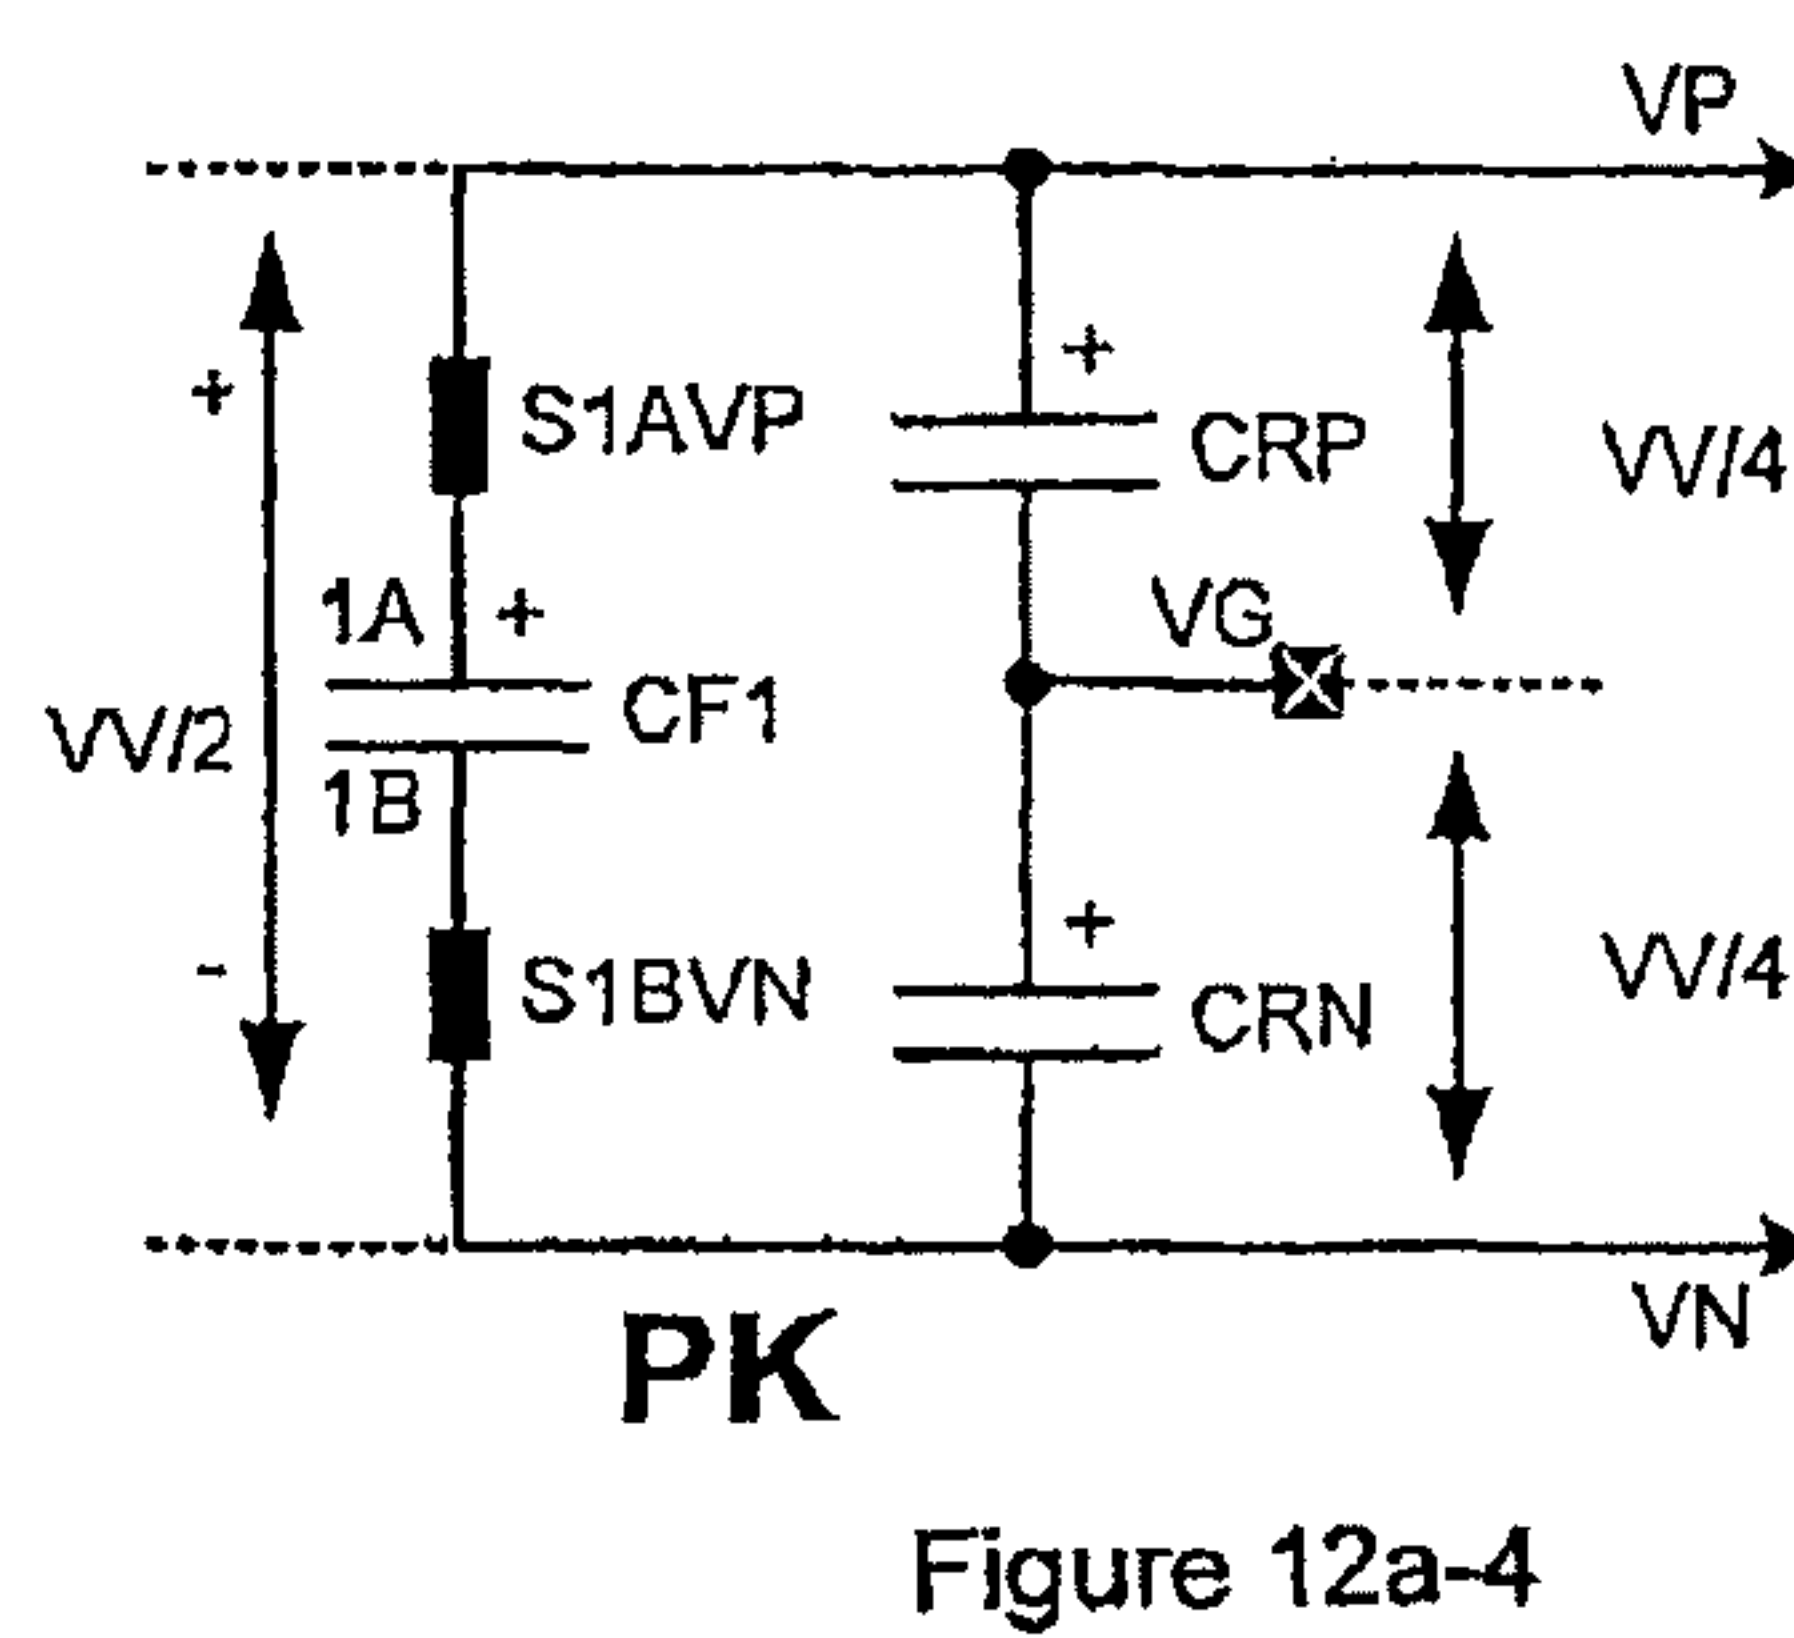 VP
+
+
S1AVP
CRP
VV/4
1A
+
VG
CF1
VV/2
1B
+
-
S1BVN
CRN
VV/4
VN
PK
Figure 12a-4